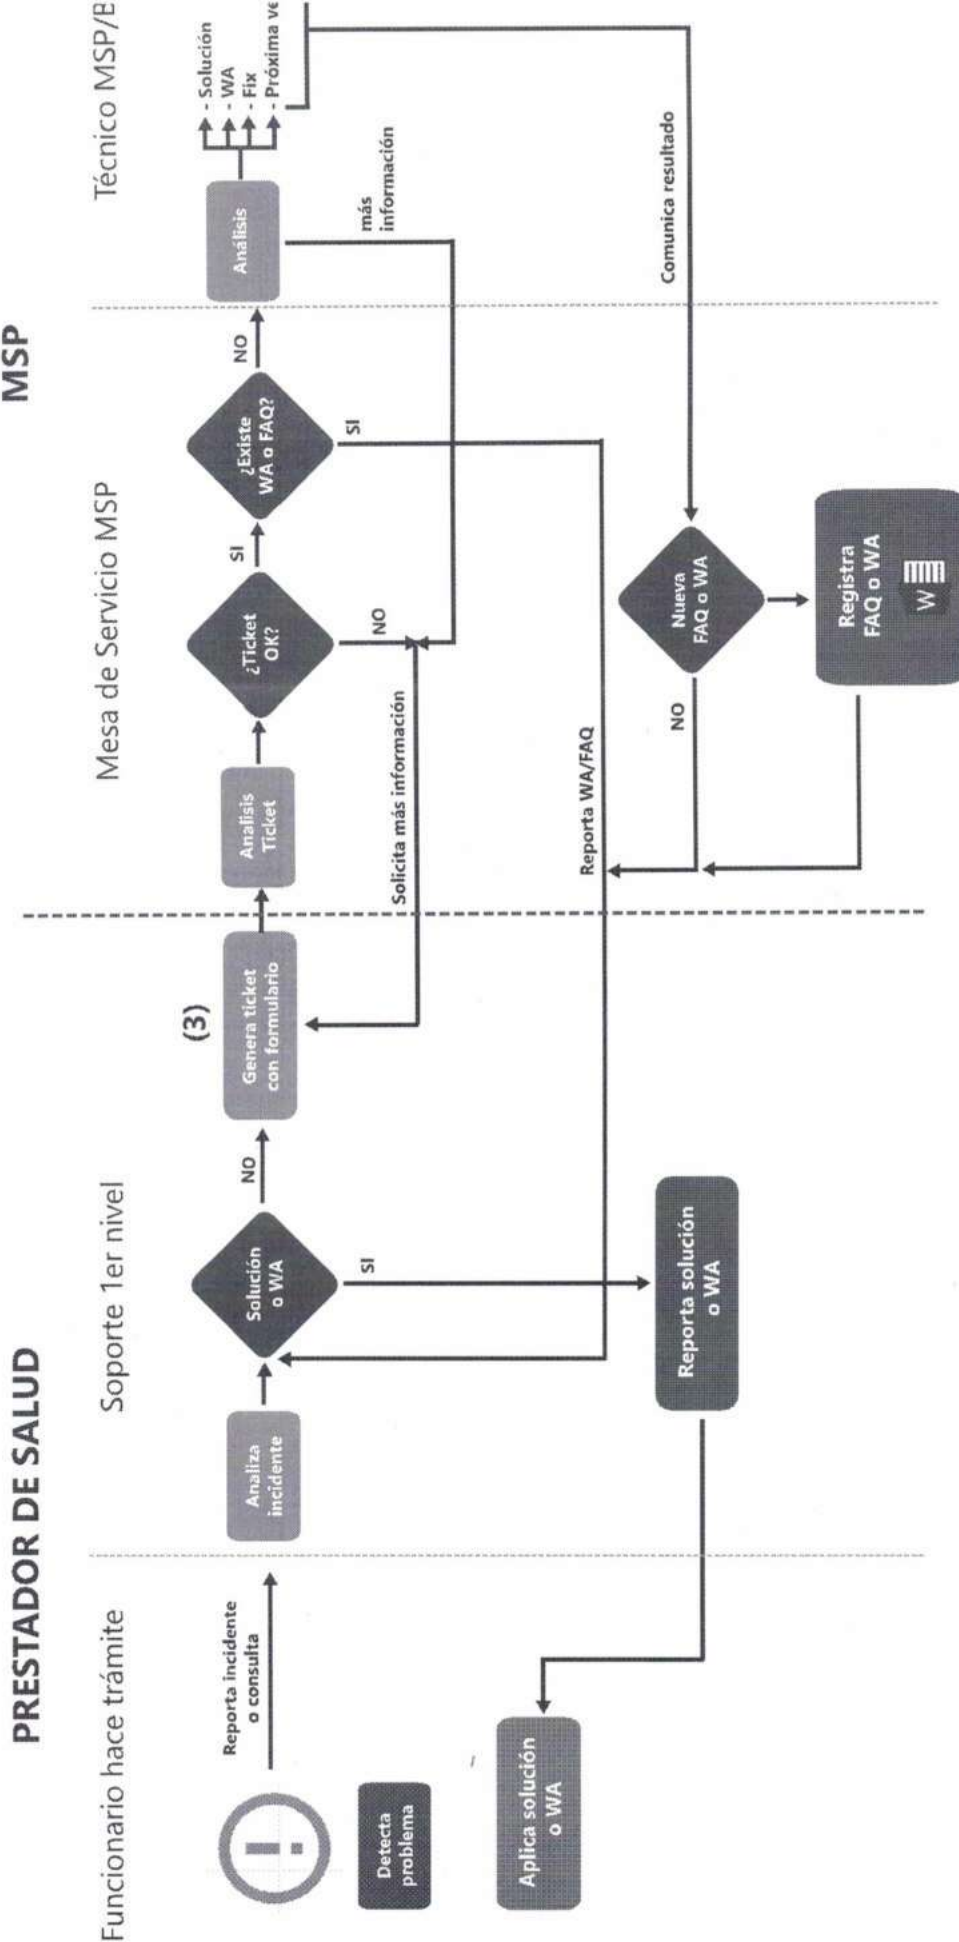 PRESTADOR DE SALUD
MSP
Funcionario hace trámite
Soporte 1er nivel
Mesa de Servicio MSP
Técnico MSP/
Reporta incidente
o consulta
Detecta
problema
Aplica solución
o WA
Analiza
incidente
Solución
o WA
NO
SI
Reporta solución
o WA
(3)
Genera ticket
con formulario
Solicita más información
Analisis
Ticket
¿Ticket
OK?
SI
NO
¿Existe
WA o FAQ?
NO
SI
Reporta WA/FAQ
Nueva
FAQ o WA
NO
Registra
FAQ o WA
W
Análisis
más
información
- Solución
- WA
- Fix
- Próxima
Comunica resultado